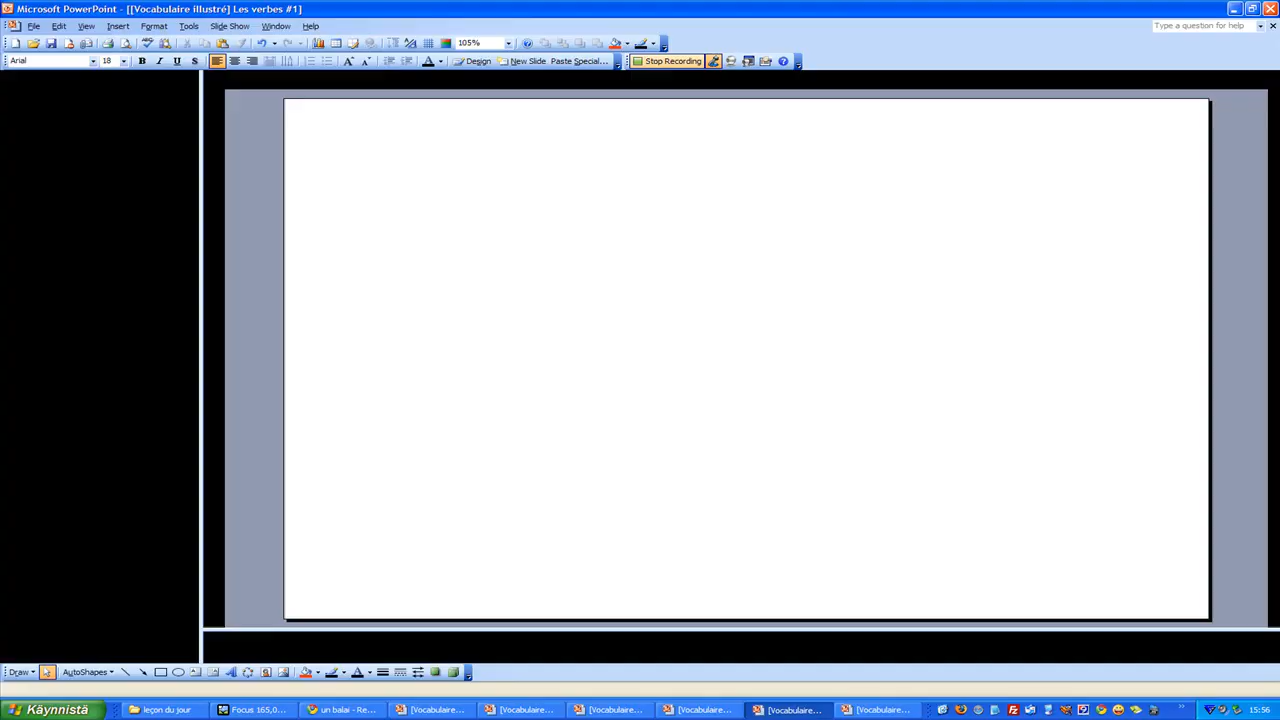 Microsoft PowerPoint - [[Vocabulaire illustré] Les verbes #1]
File Edit View Insert Format Tools Slide Show Window Help
Type a question for help
105%
Arial 18 Design New Slide Paste Special... Stop Recording
Draw AutoShapes
Käynnistä leçon du jour Focus 165,0... un balai - Re... [Vocabulaire... [Vocabulaire... [Vocabulaire... [Vocabulaire... [Vocabulaire... [Vocabulaire... 15:56